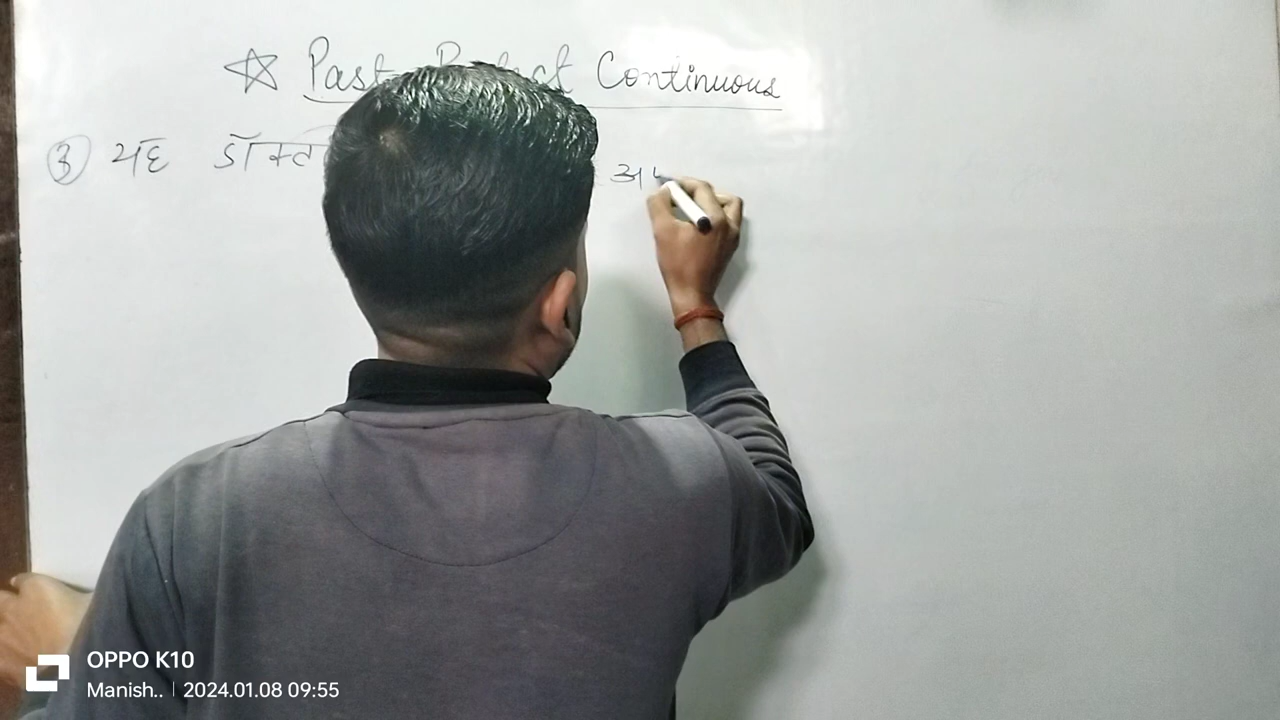 ☆ Past Perfect Continuous
③ यह
OPPO K10
Manish.. | 2024.01.08 09:55